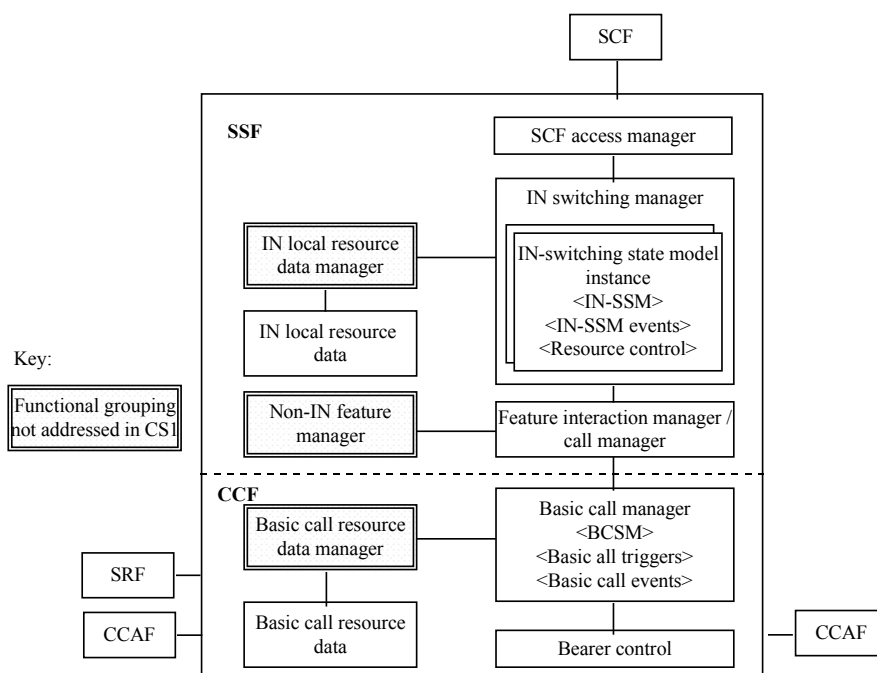 SCF
SSF
SCF access manager
IN switching manager
IN local resource
data manager
IN-switching state model
instance
<IN-SSM>
<IN-SSM events>
<Resource control>
IN local resource
data
Key:
Functional grouping
not addressed in CS1
Non-IN feature
manager
Feature interaction manager /
call manager
CCF
Basic call resource
data manager
Basic call manager
<BCSM>
<Basic all triggers>
<Basic call events>
SRF
CCAF
Basic call resource
data
Bearer control
CCAF